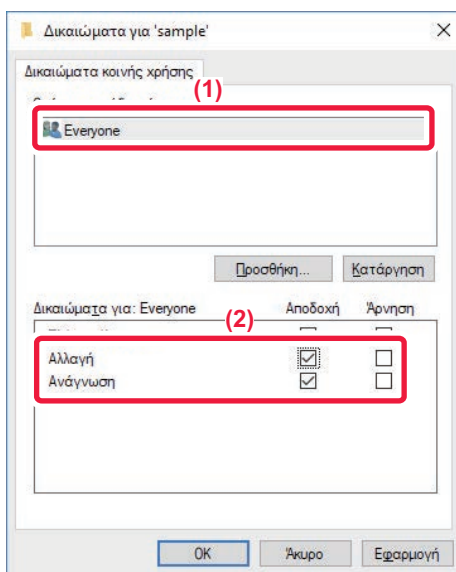 Δικαιώματα για 'sample'
Δικαιώματα κοινής χρήσης
(1)
Everyone
Προσθήκη...
Κατάργηση
Δικαιώματα για: Everyone
(2)
Αποδοχή
Άρνηση
Αλλαγή
Ανάγνωση
OK
Άκυρο
Εφαρμογή